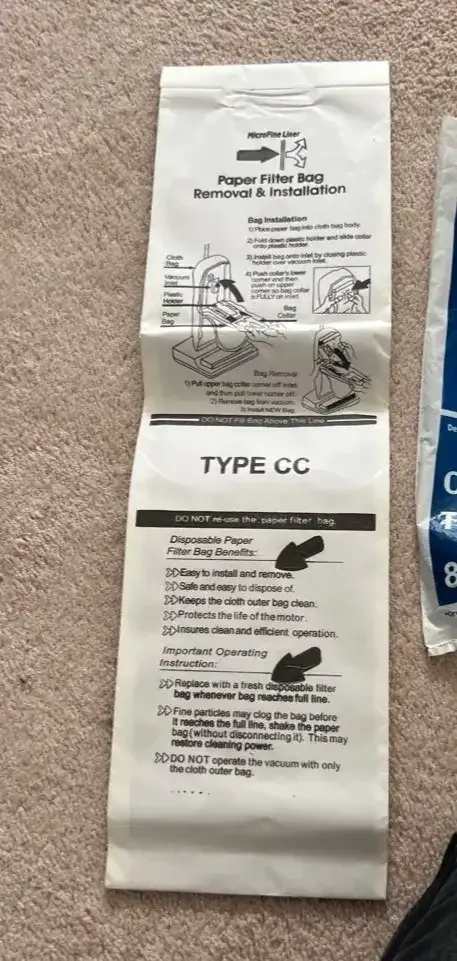 MicroFine Liner
Paper Filter Bag
Removal & Installation
Bag Installation
1) Place paper bag into cloth bag body.
2) Fold down plastic holder and slide collar
onto plastic holder.
3) Install bag onto inlet by closing plastic
holder over vacuum inlet.
4) Push collar's lower
corner and then
push on upper
corner so bag collar
is FULLY on inlet.
Cloth
Bag
Vacuum
Inlet
Plastic
Holder
Paper
Bag
Bag
Collar
Bag Removal
1) Pull upper bag collar corner off inlet
and then pull lower corner off.
2) Remove bag from vacuum.
3) Install NEW Bag.
DO NOT Fill Bag Above This Line
TYPE CC
DO NOT re-use the paper filter bag.
Disposable Paper
Filter Bag Benefits:
Easy to install and remove.
Safe and easy to dispose of.
Keeps the cloth outer bag clean.
Protects the life of the motor.
Insures clean and efficient operation.
Important Operating
Instruction:
Replace with a fresh disposable filter
bag whenever bag reaches full line.
Fine particles may clog the bag before
it reaches the full line, shake the paper
bag (without disconnecting it). This may
restore cleaning power.
DO NOT operate the vacuum with only
the cloth outer bag.
De
8